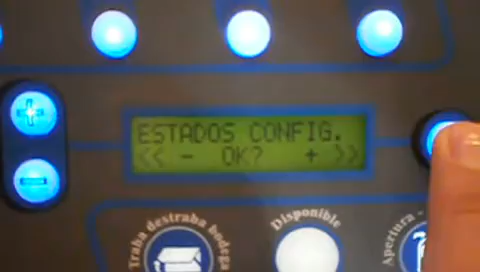 ESTADOS CONFIG.
<< - OK? + >>
Traba destraba bodega
Disponible
Apertura -